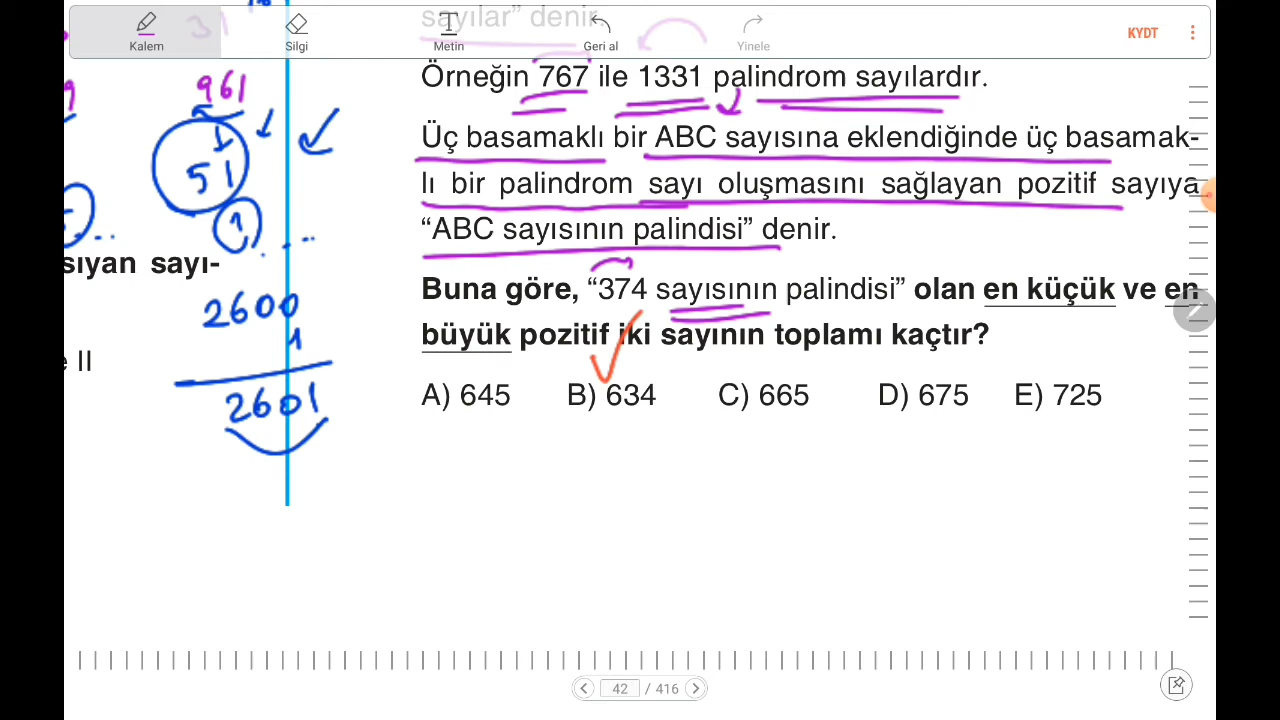 sayılar" denir.
Kalem
Silgi
Metin
Geri al
Yinele
KYDT
961
51
1
sıyan sayı-
2600
1
2601
e II
Örneğin 767 ile 1331 palindrom sayılardır.
Üç basamaklı bir ABC sayısına eklendiğinde üç basamak-
lı bir palindrom sayı oluşmasını sağlayan pozitif sayıya
“ABC sayısının palindisi” denir.
Buna göre, “374 sayısının palindisi” olan en küçük ve en
büyük pozitif iki sayının toplamı kaçtır?
A) 645 B) 634 C) 665 D) 675 E) 725
42 / 416